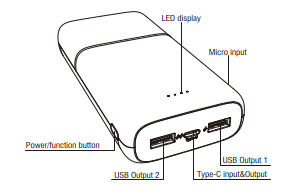 LED display
Micro input
Power/function button
USB Output 1
USB Output 2
Type-C input&Output